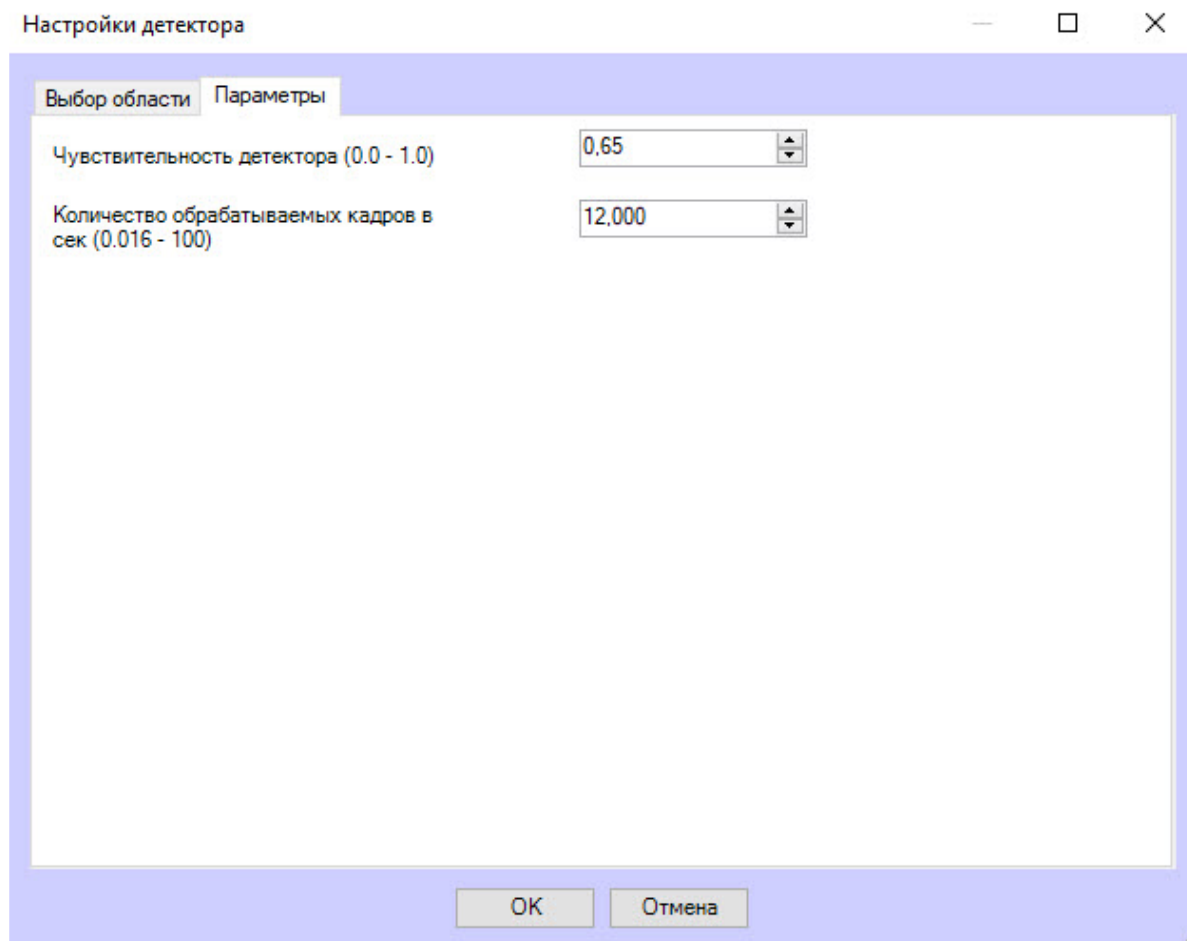 Настройки детектора
Выбор области Параметры
Чувствительность детектора (0.0 - 1.0) 0,65
Количество обрабатываемых кадров в 12,000
сек (0.016 - 100)
OK Отмена